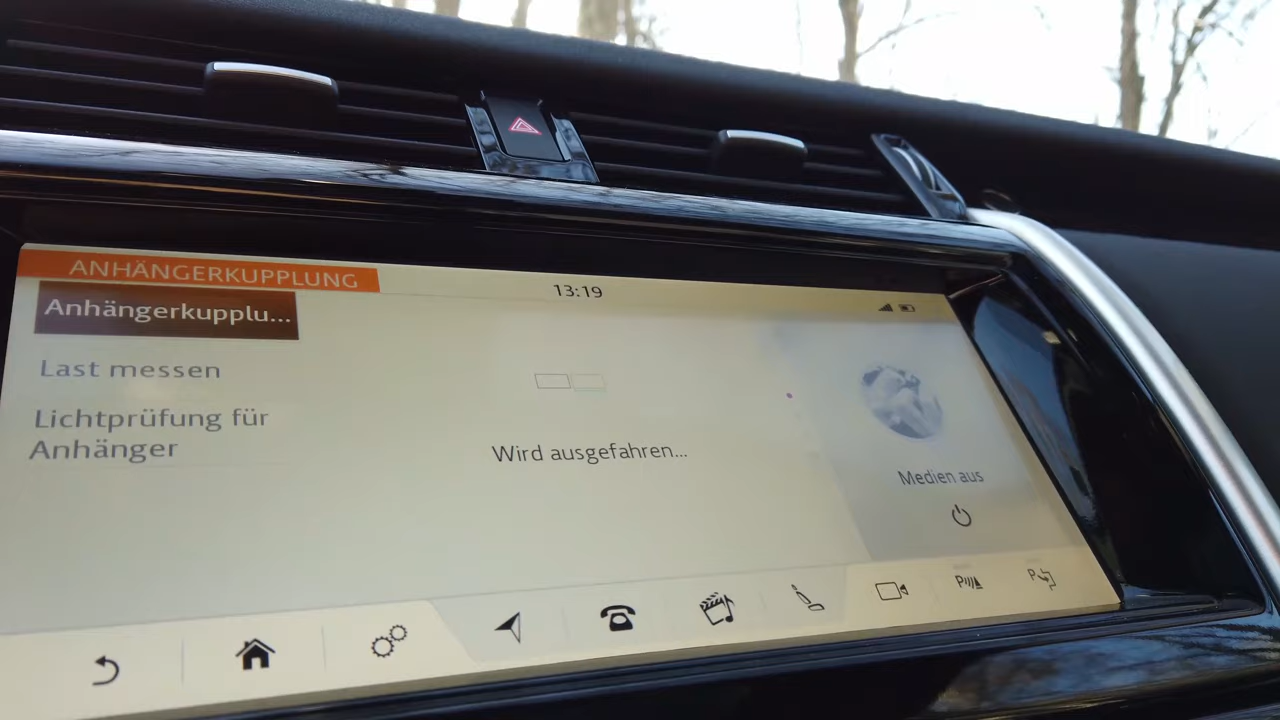 ANHÄNGERKUPPLUNG
13:19
Anhängerkupplu...
Last messen
Lichtprüfung für
Anhänger
Wird ausgefahren...
Medien aus
P
P